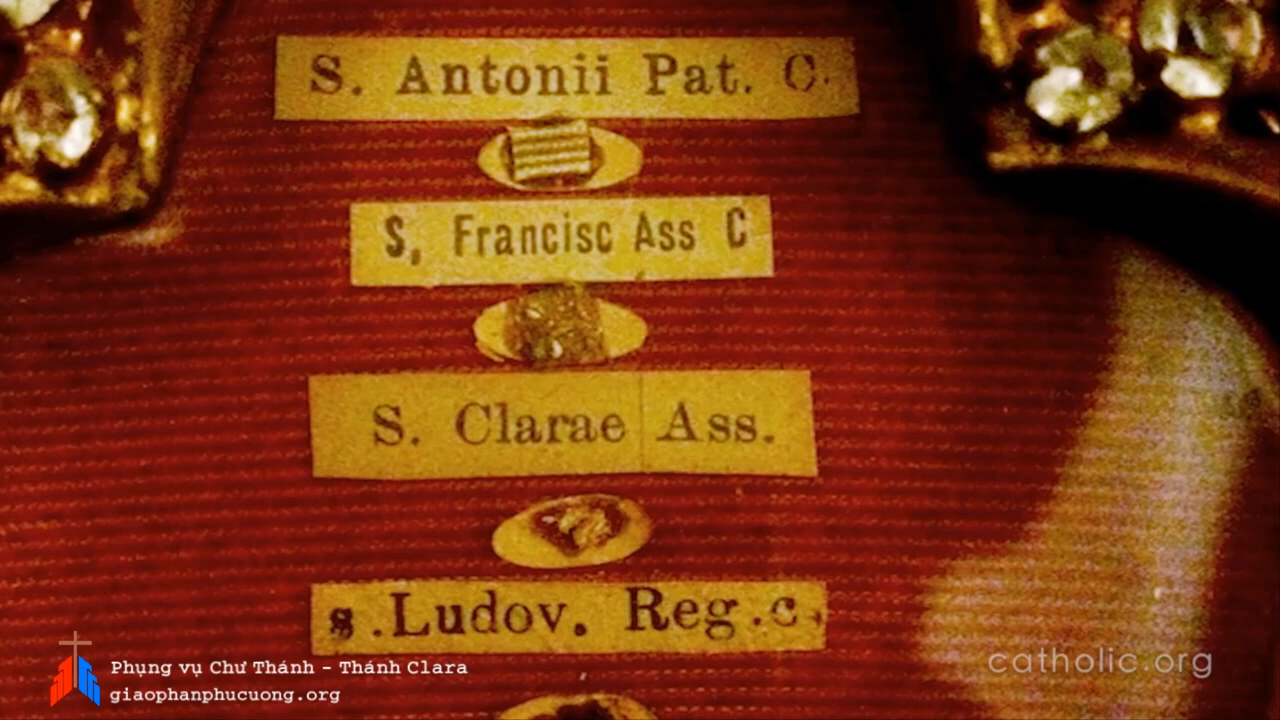 S. Antonii Pat. C.
S, Francisc Ass C
S. Clarae Ass.
s.Ludov. Reg.c.
Phụng vụ Chư Thánh - Thánh Clara
giaophanphucuong.org
catholic.org